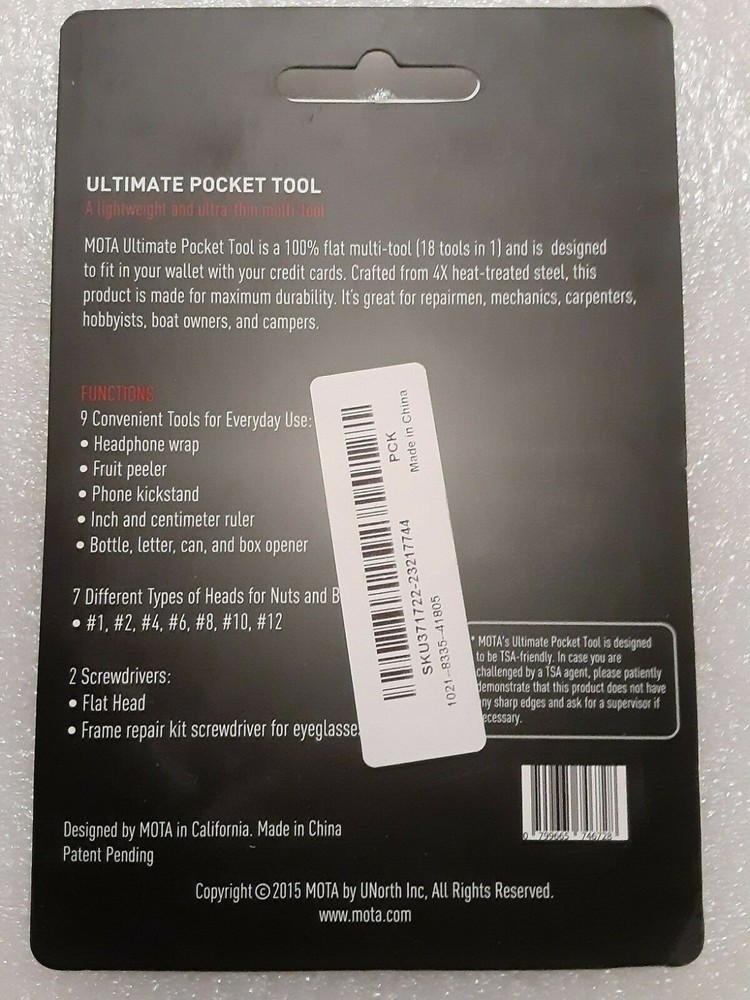 ULTIMATE POCKET TOOL
A lightweight and ultra-thin multi-tool
MOTA Ultimate Pocket Tool is a 100% flat multi-tool (18 tools in 1) and is designed
to fit in your wallet with your credit cards. Crafted from 4X heat-treated steel, this
product is made for maximum durability. It's great for repairmen, mechanics, carpenters,
hobbyists, boat owners, and campers.
FUNCTIONS
9 Convenient Tools for Everyday Use:
• Headphone wrap
• Fruit peeler
• Phone kickstand
• Inch and centimeter ruler
• Bottle, letter, can, and box opener
7 Different Types of Heads for Nuts and B
• #1, #2, #4, #6, #8, #10, #12
2 Screwdrivers:
• Flat Head
• Frame repair kit screwdriver for eyeglasse
PCK
Made in China
SKU371722-23217744
1021-8335-41805
* MOTA's Ultimate Pocket Tool is designed
to be TSA-friendly. In case you are
challenged by a TSA agent, please patiently
demonstrate that this product does not have
ny sharp edges and ask for a supervisor if
ecessary.
Designed by MOTA in California. Made in China
Patent Pending
Copyright © 2015 MOTA by UNorth Inc, All Rights Reserved.
www.mota.com